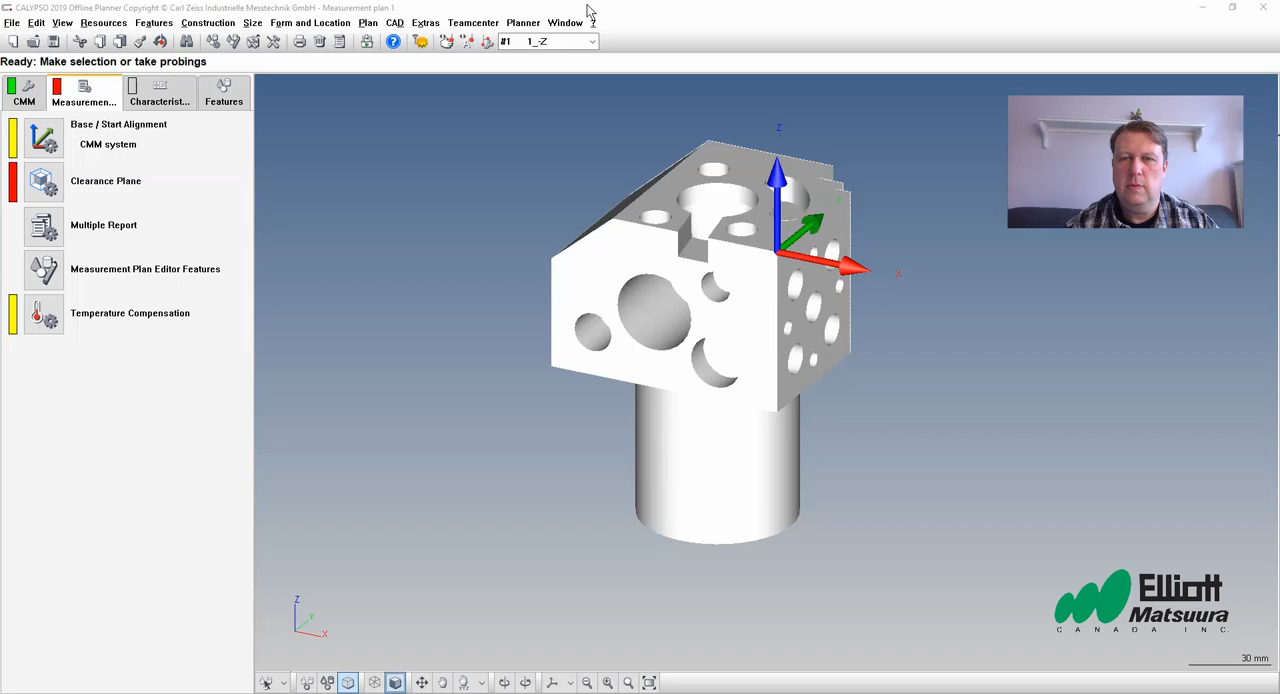 CALYPSO 2019 Offline Planner Copyright © Carl Zeiss Industrielle Messtechnik GmbH - Measurement plan 1
File Edit View Resources Features Construction Size Form and Location Plan CAD Extras Teamcenter Planner Window ?
#1 1_-Z
Ready: Make selection or take probings
CMM Measuremen... Characterist... Features
Base / Start Alignment
CMM system
Clearance Plane
Multiple Report
Measurement Plan Editor Features
Temperature Compensation
Z
Y
X
Z
Y
X
Elliott
Matsuura
CANADA INC.
30 mm